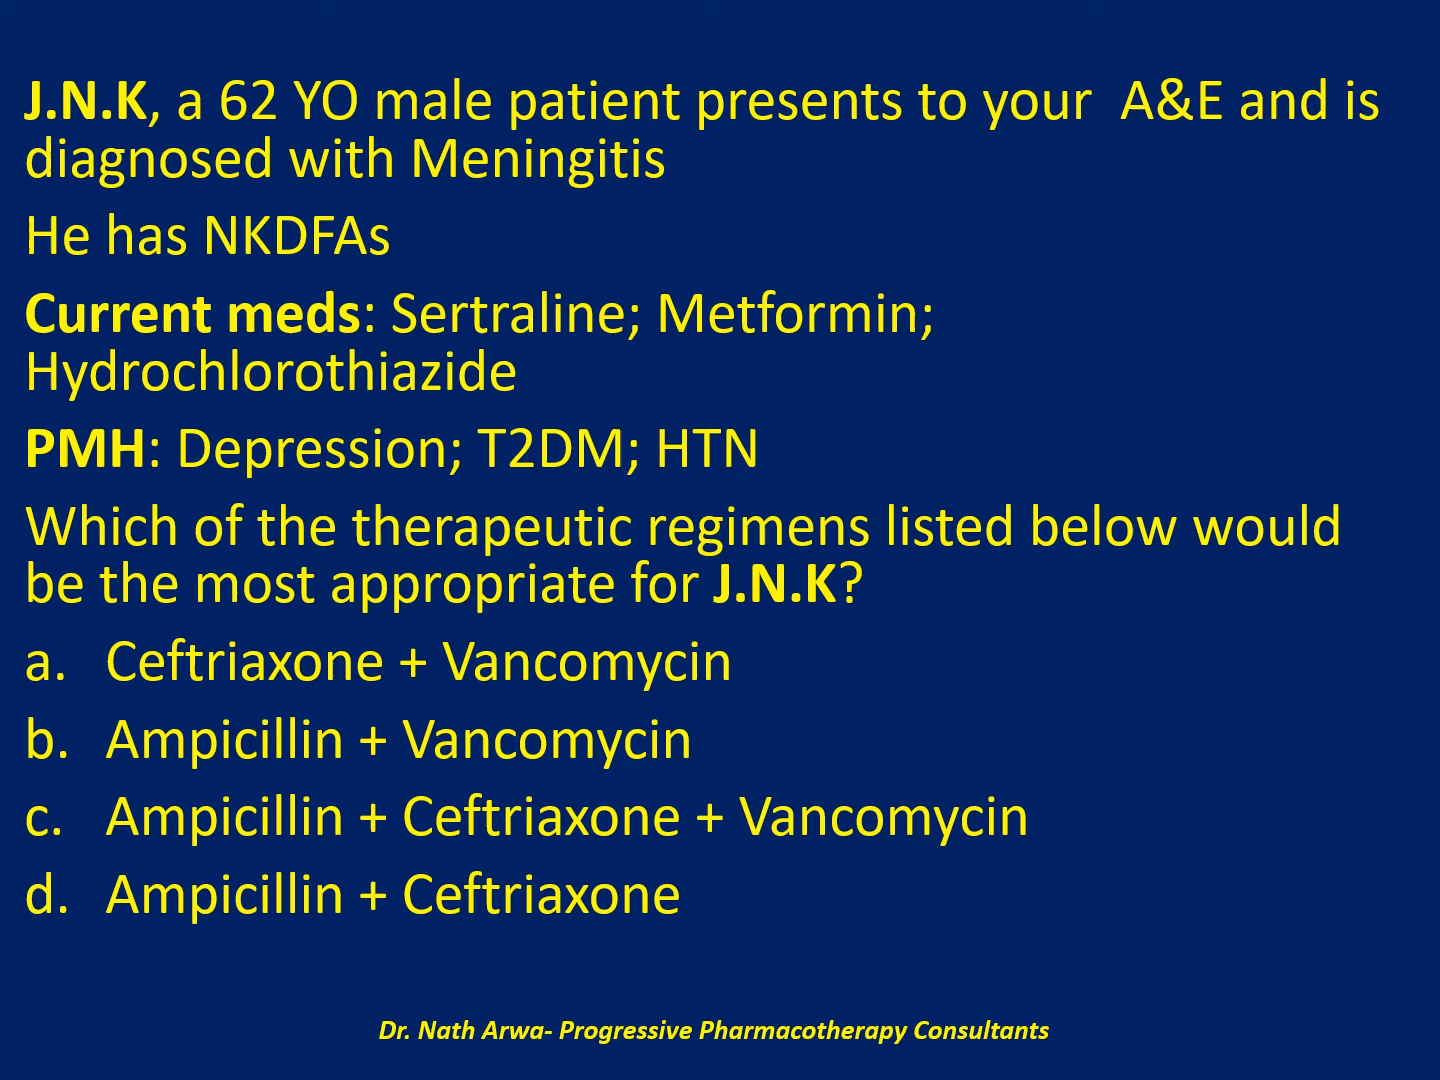 J.N.K, a 62 YO male patient presents to your  A&E and is
diagnosed with Meningitis
He has NKDFAs
Current meds: Sertraline; Metformin;
Hydrochlorothiazide
PMH: Depression; T2DM; HTN
Which of the therapeutic regimens listed below would
be the most appropriate for J.N.K?
a. Ceftriaxone + Vancomycin
b. Ampicillin + Vancomycin
c. Ampicillin + Ceftriaxone + Vancomycin
d. Ampicillin + Ceftriaxone
Dr. Nath Arwa- Progressive Pharmacotherapy Consultants